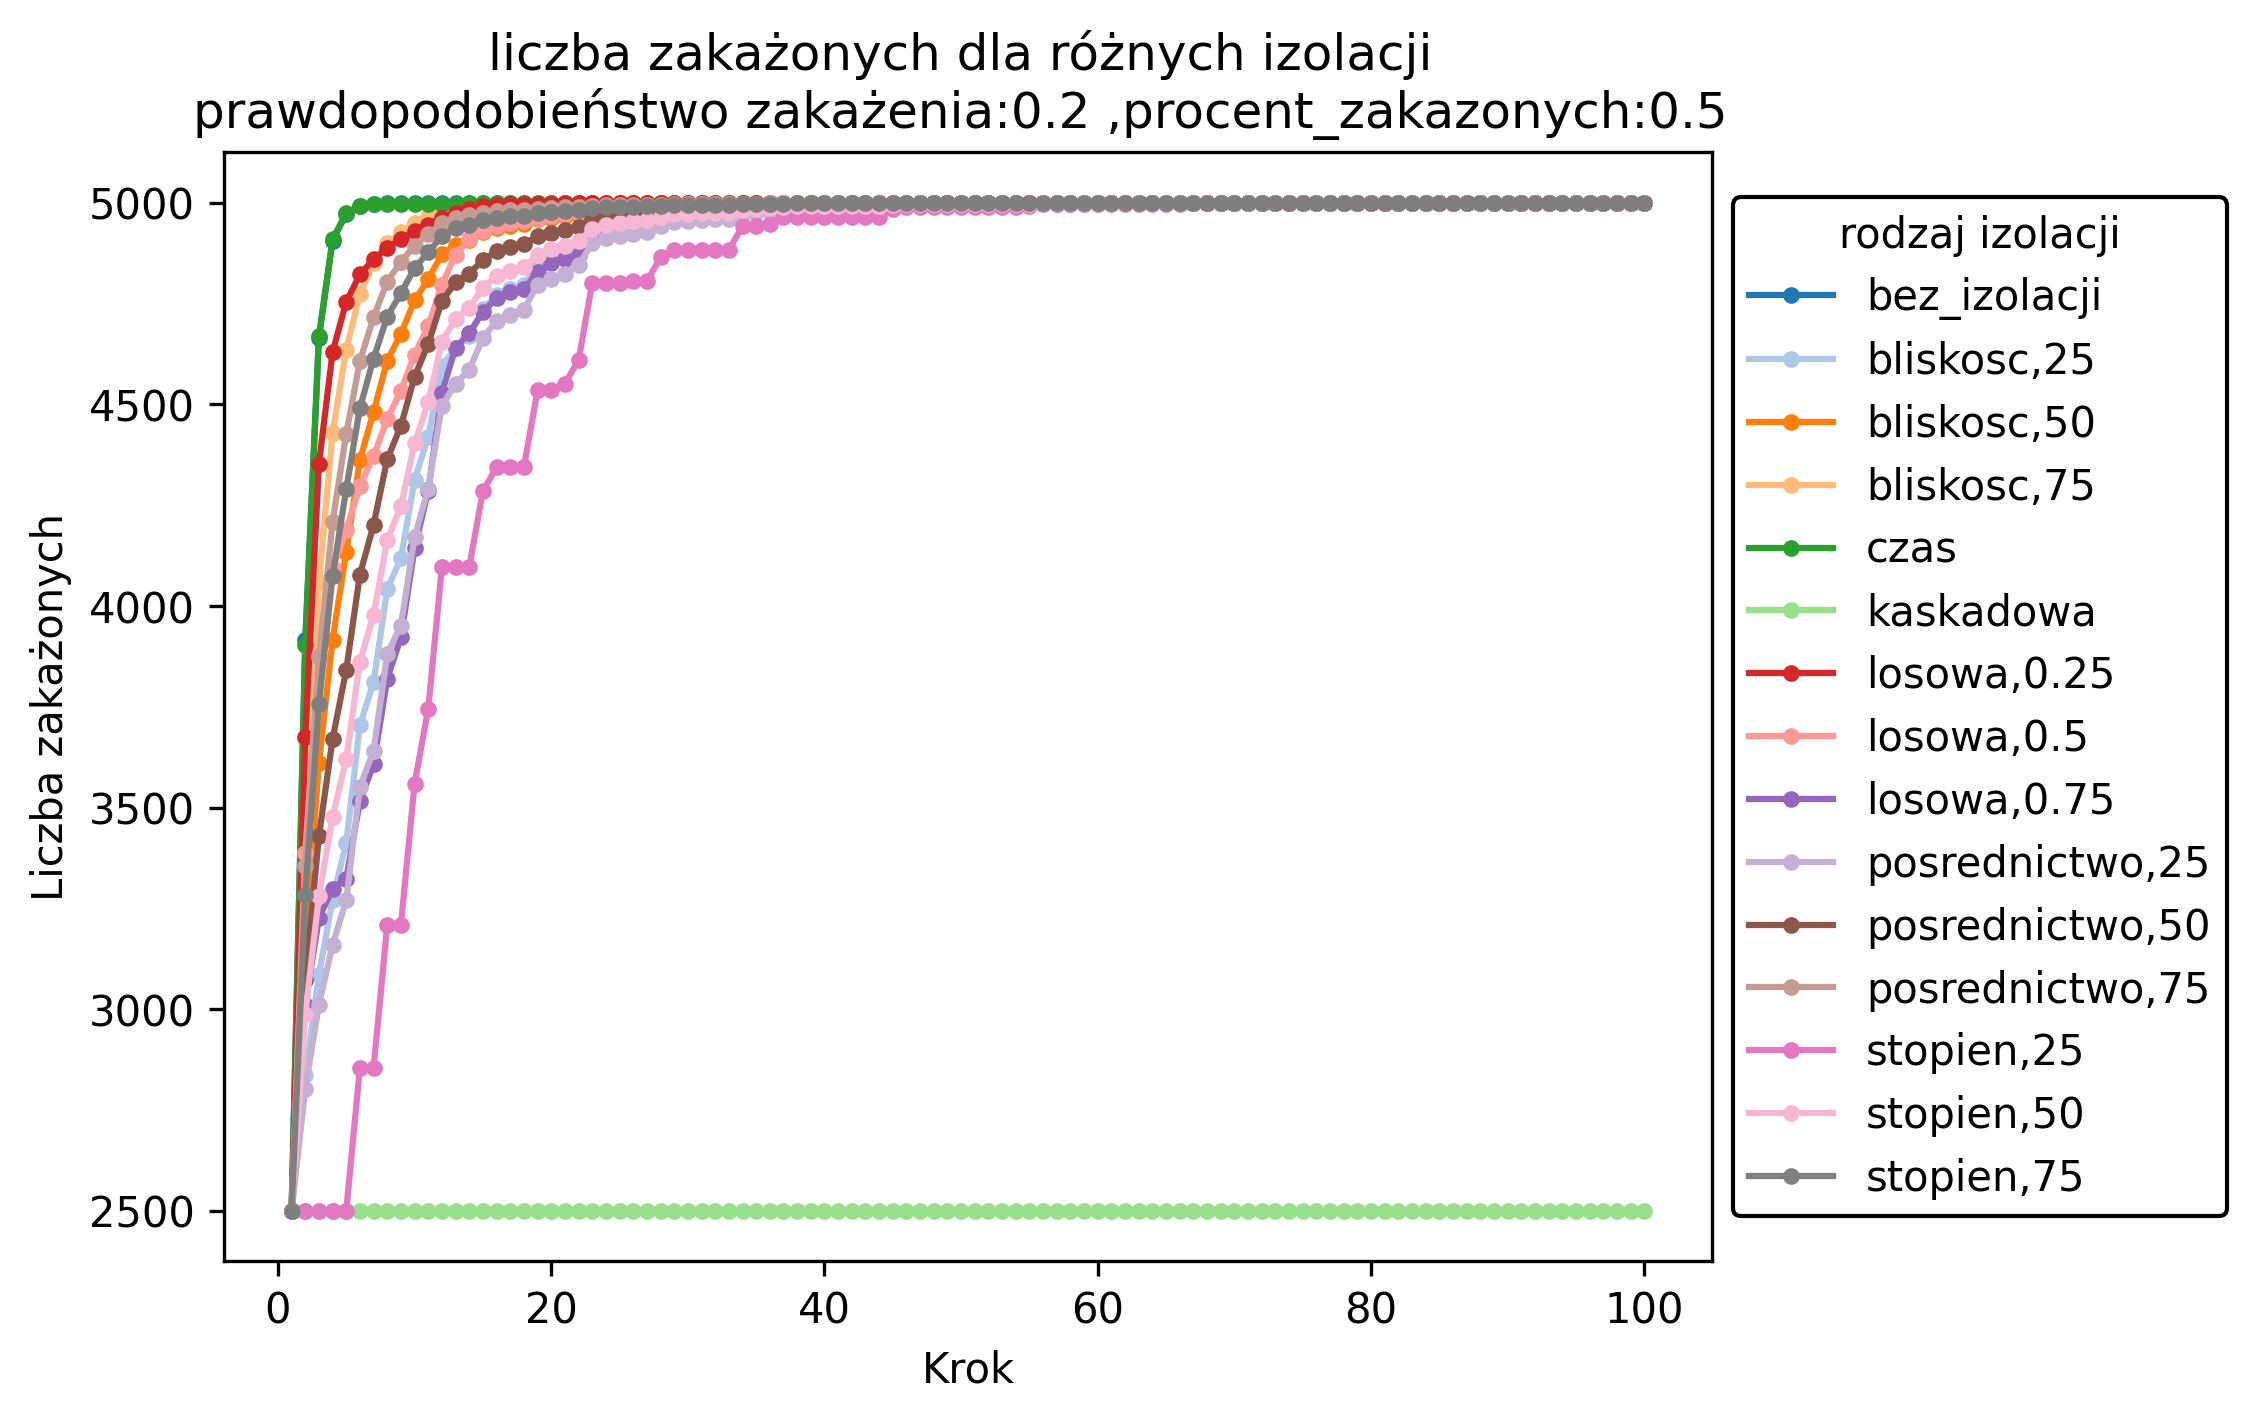 liczba zakażonych dla różnych izolacji
prawdopodobieństwo zakażenia:0.2 ,procent_zakazonych:0.5
Liczba zakażonych
5000
4500
4000
3500
3000
2500
0
20
40
60
80
100
Krok
rodzaj izolacji
bez_izolacji
bliskosc,25
bliskosc,50
bliskosc,75
czas
kaskadowa
losowa,0.25
losowa,0.5
losowa,0.75
posrednictwo,25
posrednictwo,50
posrednictwo,75
stopien,25
stopien,50
stopien,75